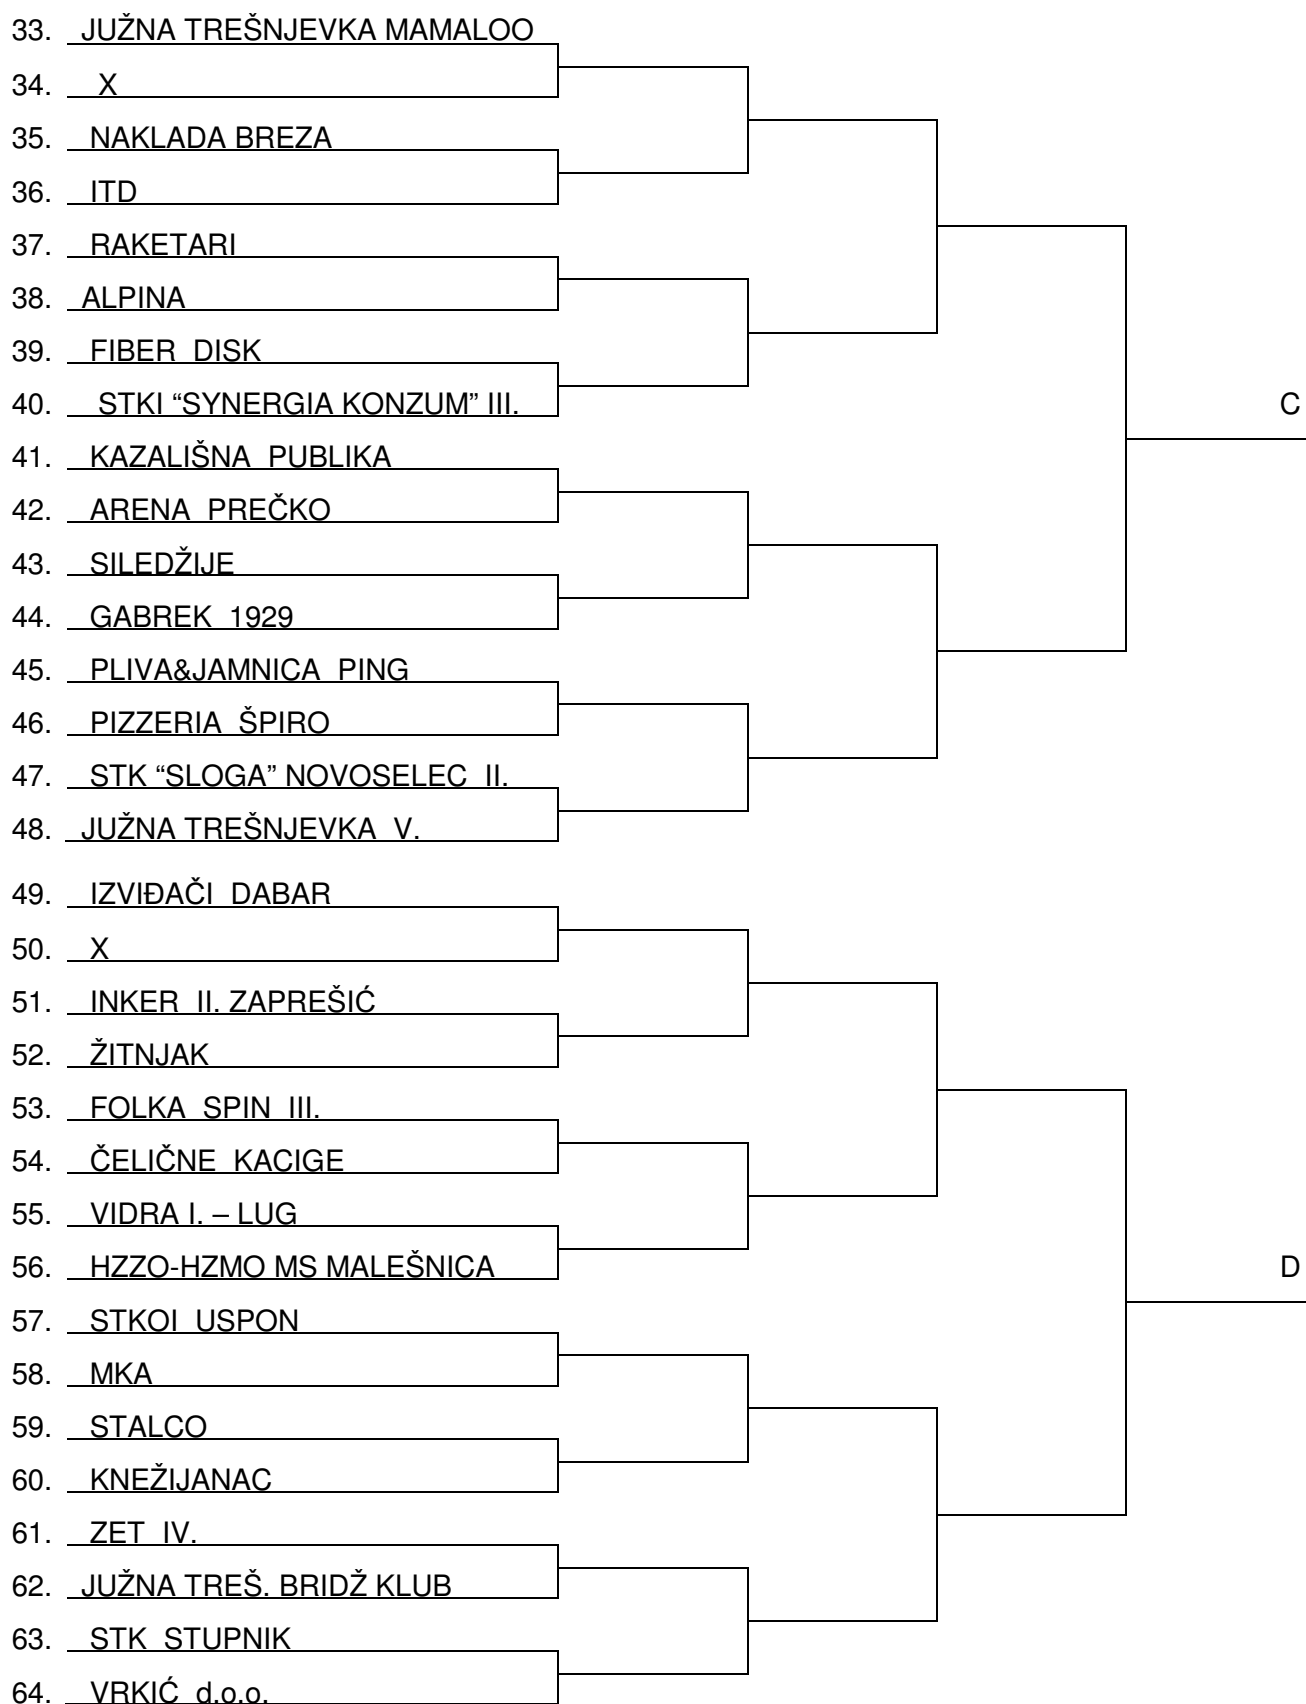 33. JUŽNA TREŠNJEVKA MAMALOO
34. X
35. NAKLADA BREZA
36. ITD
37. RAKETARI
38. ALPINA
39. FIBER DISK
40. STKI “SYNERGIA KONZUM” III.
C
41. KAZALIŠNA PUBLIKA
42. ARENA PREČKO
43. SILEDŽIJE
44. GABREK 1929
45. PLIVA&JAMNICA PING
46. PIZZERIA ŠPIRO
47. STK “SLOGA” NOVOSELEC II.
48. JUŽNA TREŠNJEVKA V.
49. IZVIĐAČI DABAR
50. X
51. INKER II. ZAPREŠIĆ
52. ŽITNJAK
53. FOLKA SPIN III.
54. ČELIČNE KACIGE
55. VIDRA I. – LUG
56. HZZO-HZMO MS MALEŠNICA
D
57. STKOI USPON
58. MKA
59. STALCO
60. KNEŽIJANAC
61. ZET IV.
62. JUŽNA TREŠ. BRIDŽ KLUB
63. STK STUPNIK
64. VRKIĆ d.o.o.